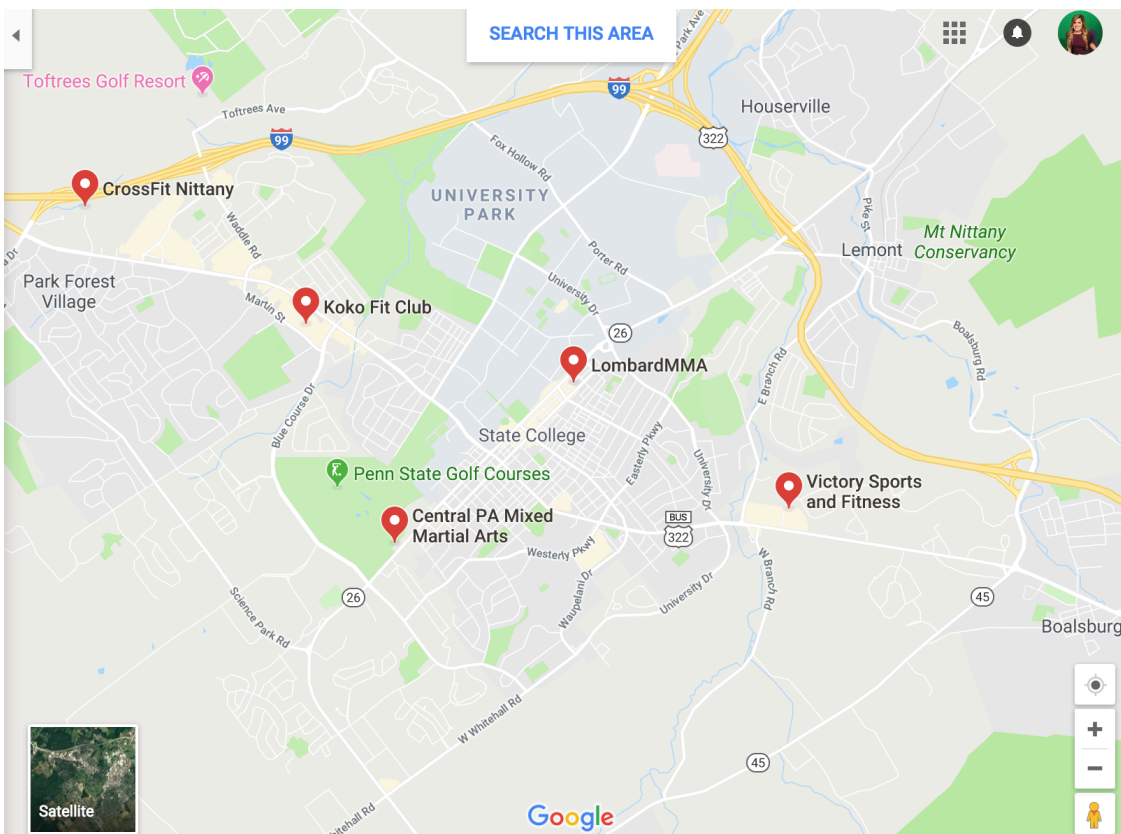 SEARCH THIS AREA
Toftrees Golf Resort
Toftrees Ave
99
99
Park Ave
322
Houserville
Fox Hollow Rd
CrossFit Nittany
UNIVERSITY
PARK
Waddle Rd
Pike St
Mt Nittany
Conservancy
Lemont
Porter Rd
Park Forest
Village
University Dr
Martin St
Koko Fit Club
26
Boalsburg Rd
LombardMMA
E Branch Rd
Blue Course Dr
State College
Easterly Pkwy
University Dr
Penn State Golf Courses
Victory Sports
and Fitness
Central PA Mixed
Martial Arts
BUS
322
Westerly Pkwy
W Branch Rd
Waupelani Dr
University Dr
26
45
Science Park Rd
Boalsburg
W Whitehall Rd
45
Satellite
Google